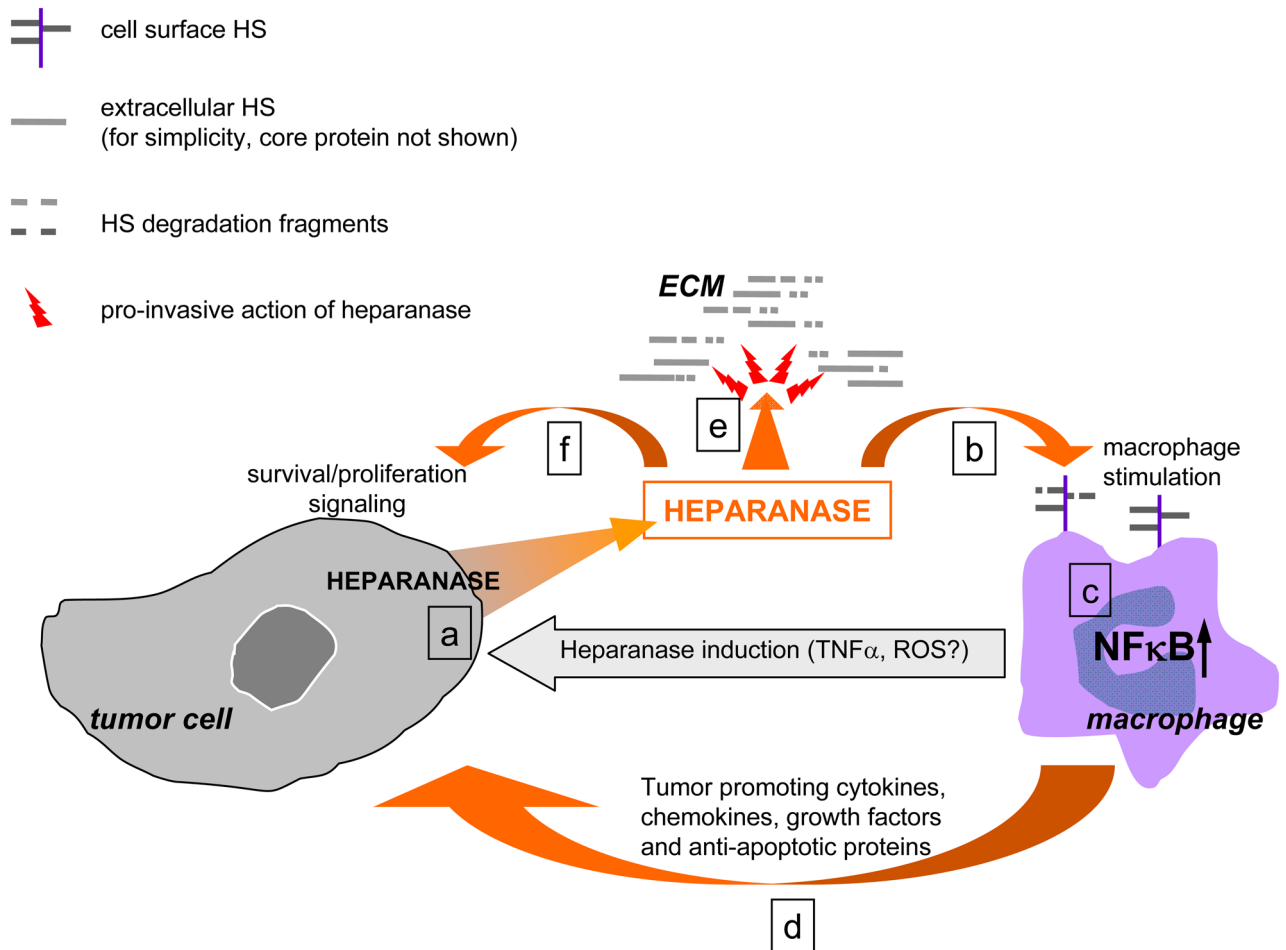 cell surface HS
extracellular HS
(for simplicity, core protein not shown)
HS degradation fragments
pro-invasive action of heparanase
ECM
e
f
b
survival/proliferation
signaling
macrophage
stimulation
HEPARANASE
HEPARANASE
a
c
Heparanase induction (TNFα, ROS?)
NFκB
tumor cell
macrophage
Tumor promoting cytokines,
chemokines, growth factors
and anti-apoptotic proteins
d